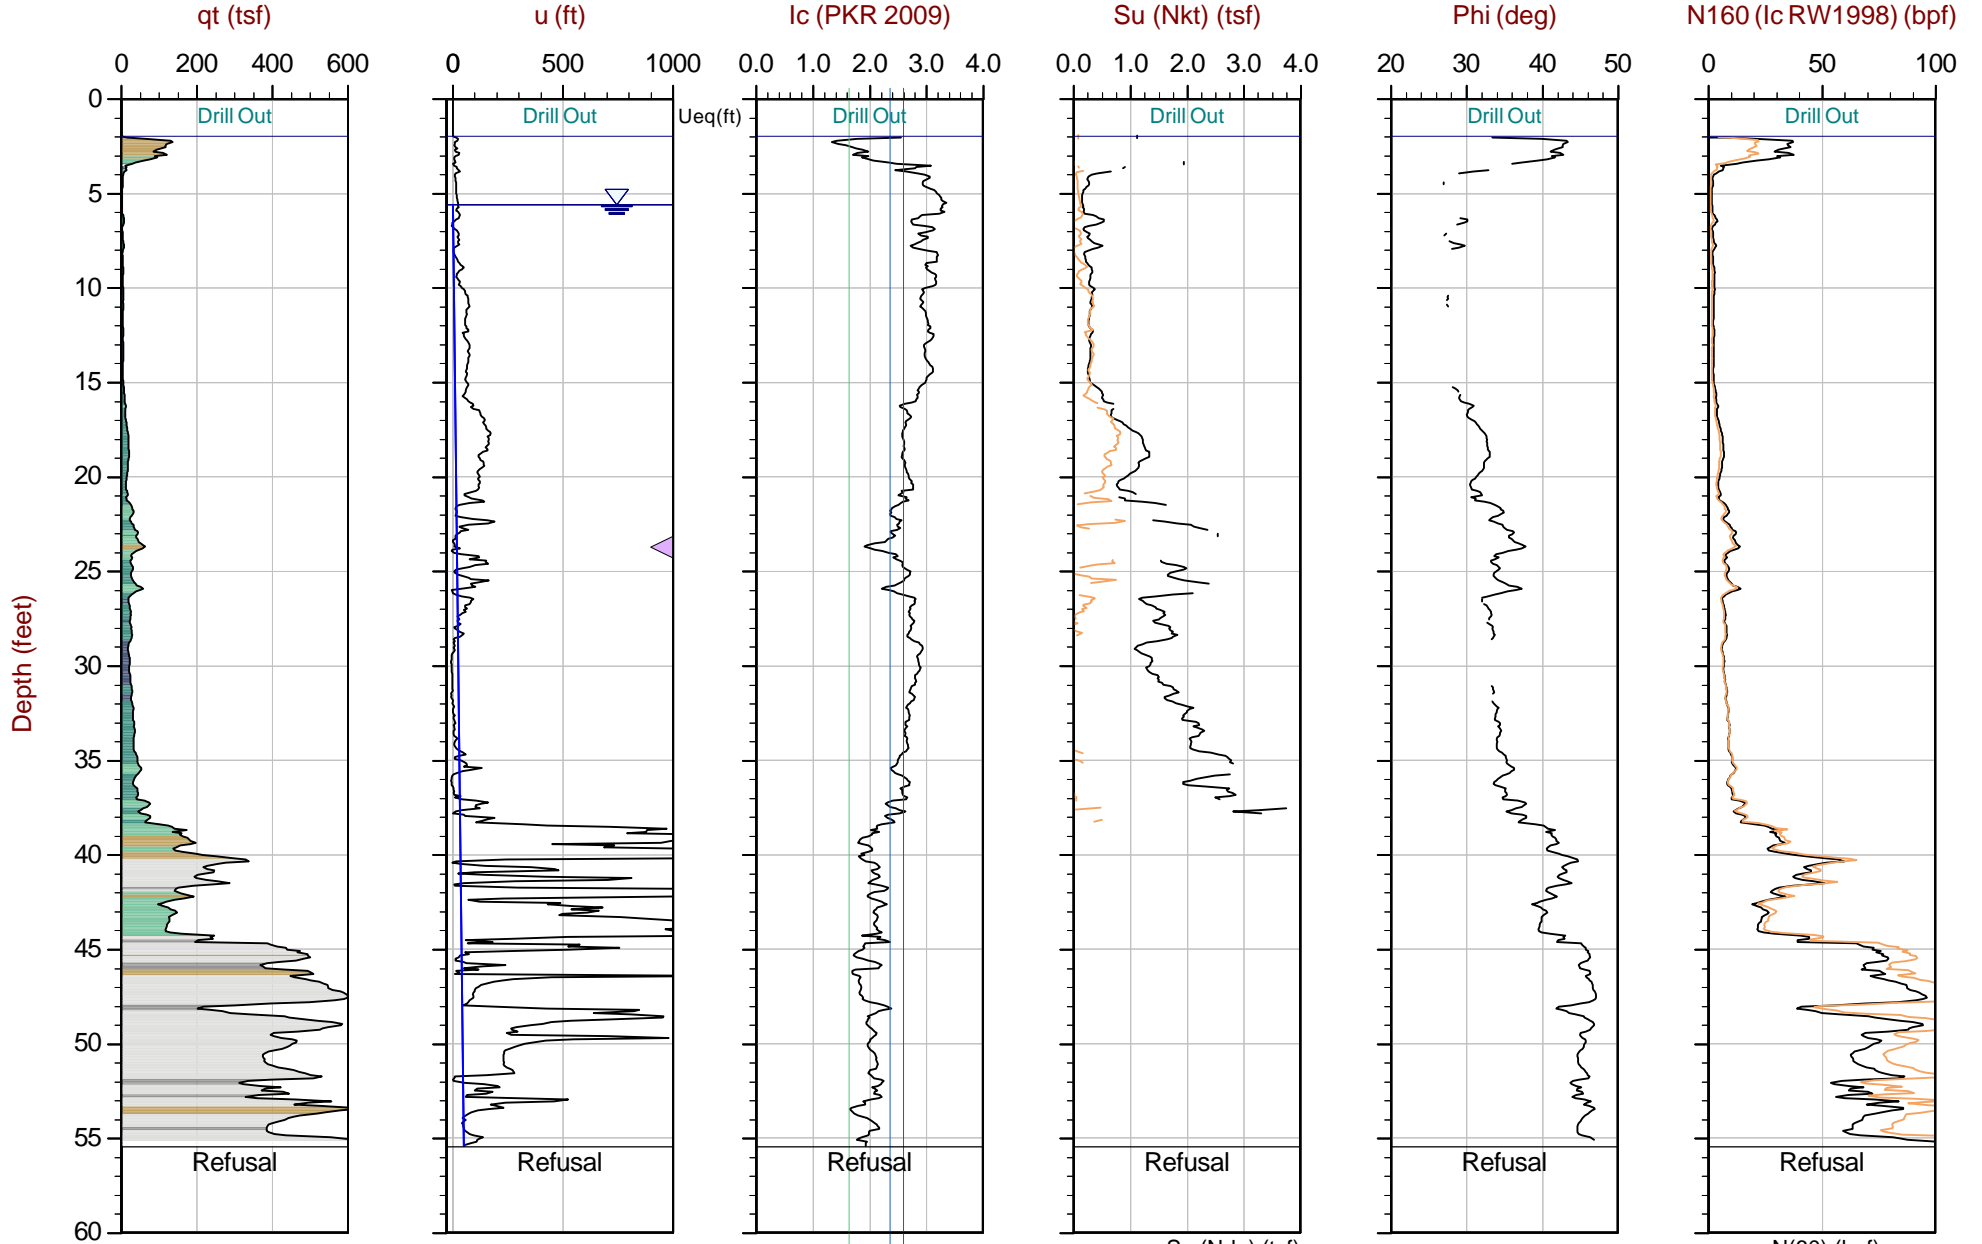 qt (tsf) u (ft) Ic (PKR 2009) Su (Nkt) (tsf) Phi (deg) N160 (Ic RW1998) (bpf)
0 200 400 600 0 500 1000 0.0 1.0 2.0 3.0 4.0 0.0 1.0 2.0 3.0 4.0 20 30 40 50 0 50 100
0
Drill Out Drill Out Ueq(ft) Drill Out Drill Out Drill Out Drill Out
5
10
15
20
25
30
Depth (feet)
35
40
45
50
55
Refusal Refusal Refusal Refusal Refusal Refusal
60